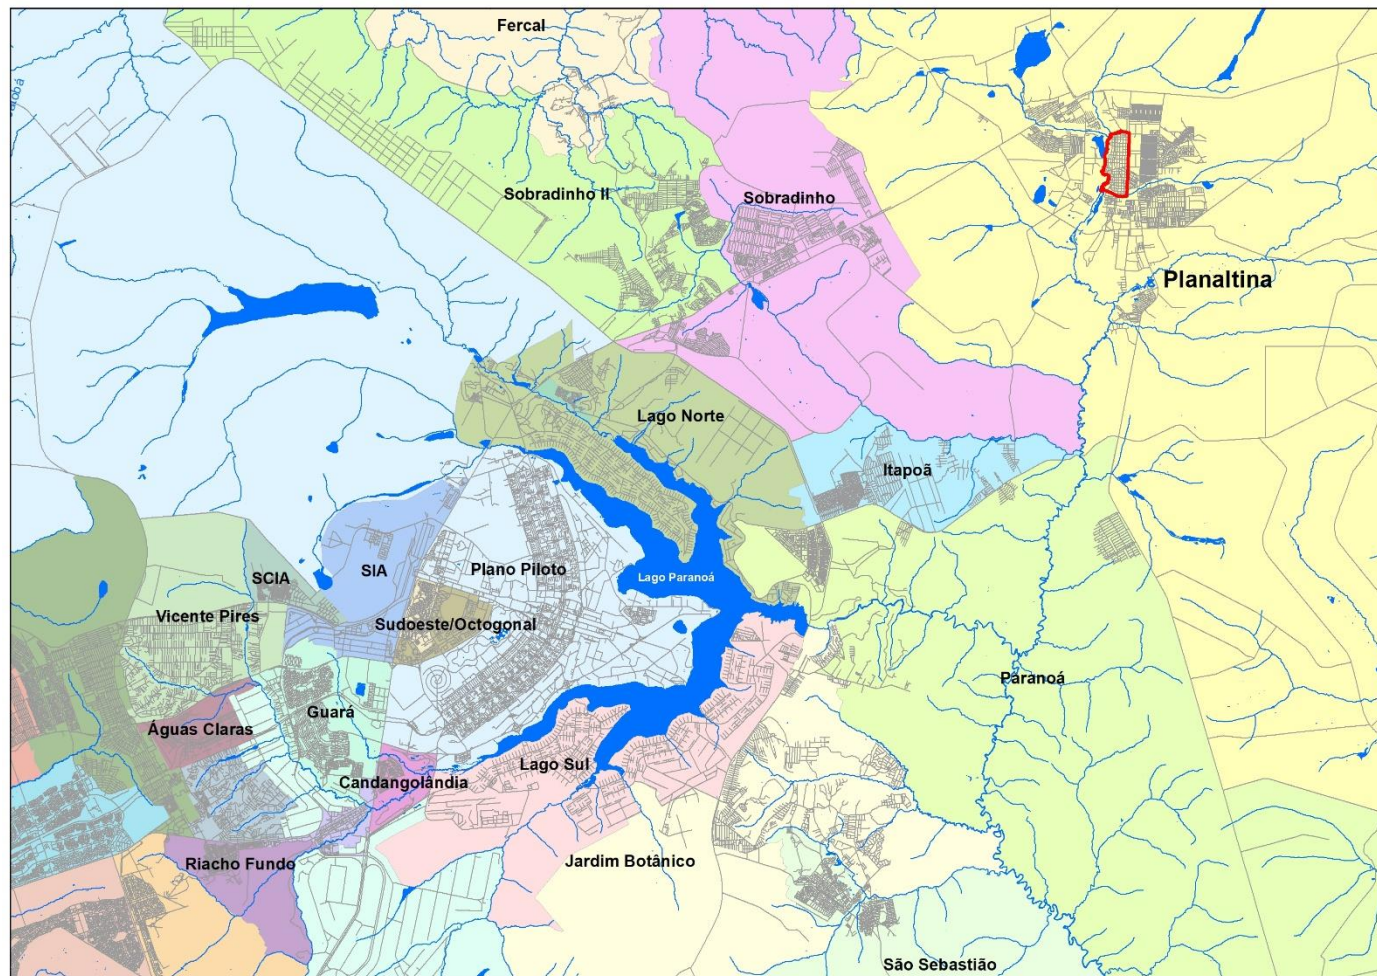 Fercal
Sobradinho II
Sobradinho
Planaltina
Lago Norte
Itapoã
SCIA
SIA
Plano Piloto
Lago Paranoá
Vicente Pires
Sudoeste/Octogonal
Paranoá
Guará
Águas Claras
Lago Sul
Candangolândia
Riacho Fundo
Jardim Botânico
São Sebastião